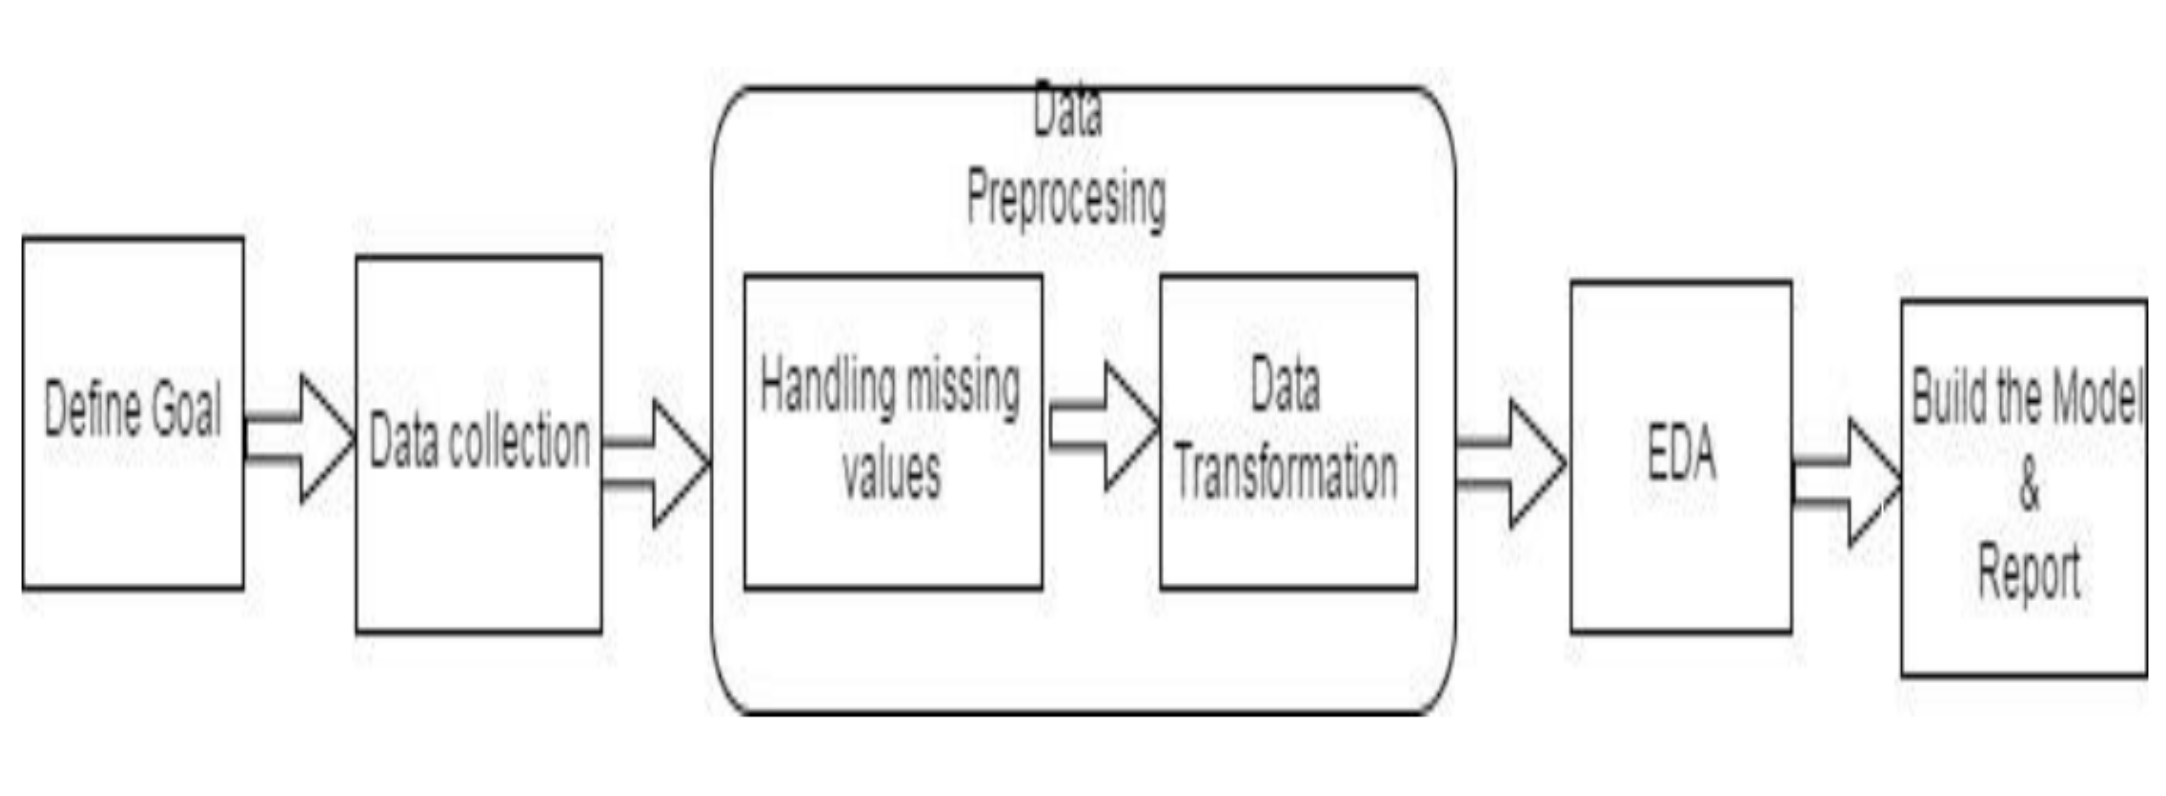 Define Goal
Data collection
Data
Preprocesing
Handling missing
values
Data
Transformation
EDA
Build the Model
&
Report